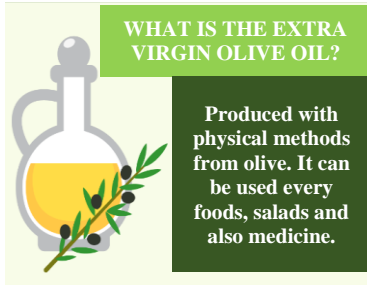 WHAT IS THE EXTRA
VIRGIN OLIVE OIL?
Produced with
physical methods
from olive. It can
be used every
foods, salads and
also medicine.